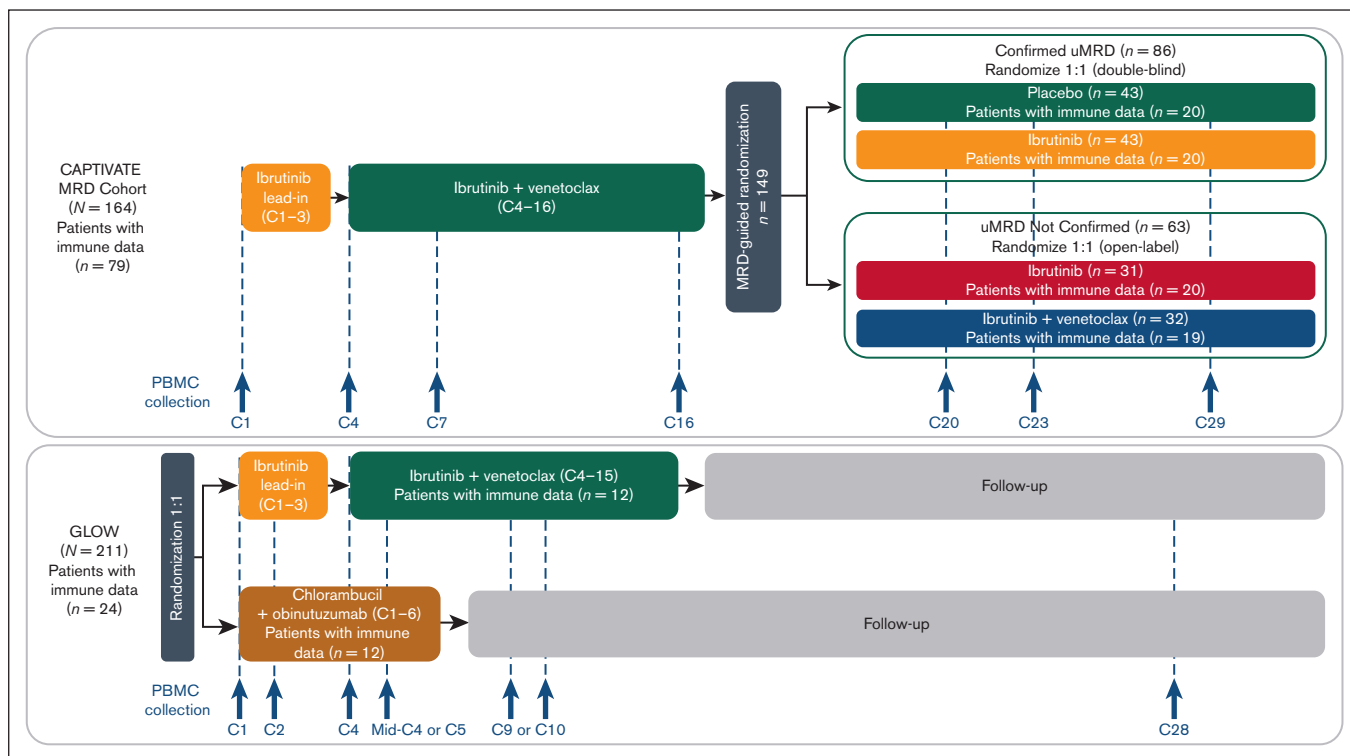 CAPTIVATE
MRD Cohort
(N = 164)
Patients with
immune data
(n = 79)
Ibrutinib
lead-in
(C1–3)
Ibrutinib + venetoclax
(C4–16)
MRD-guided randomization
n = 149
Confirmed uMRD (n = 86)
Randomize 1:1 (double-blind)
Placebo (n = 43)
Patients with immune data (n = 20)
Ibrutinib (n = 43)
Patients with immune data (n = 20)
uMRD Not Confirmed (n = 63)
Randomize 1:1 (open-label)
Ibrutinib (n = 31)
Patients with immune data (n = 20)
Ibrutinib + venetoclax (n = 32)
Patients with immune data (n = 19)
PBMC
collection
C1
C4
C7
C16
C20
C23
C29
GLOW
(N = 211)
Patients with
immune data
(n = 24)
Randomization 1:1
Ibrutinib
lead-in
(C1–3)
Ibrutinib + venetoclax (C4–15)
Patients with immune data (n = 12)
Follow-up
Chlorambucil
+ obinutuzumab (C1–6)
Patients with immune
data (n = 12)
Follow-up
PBMC
collection
C1
C2
C4
Mid-C4 or C5
C9 or C10
C28